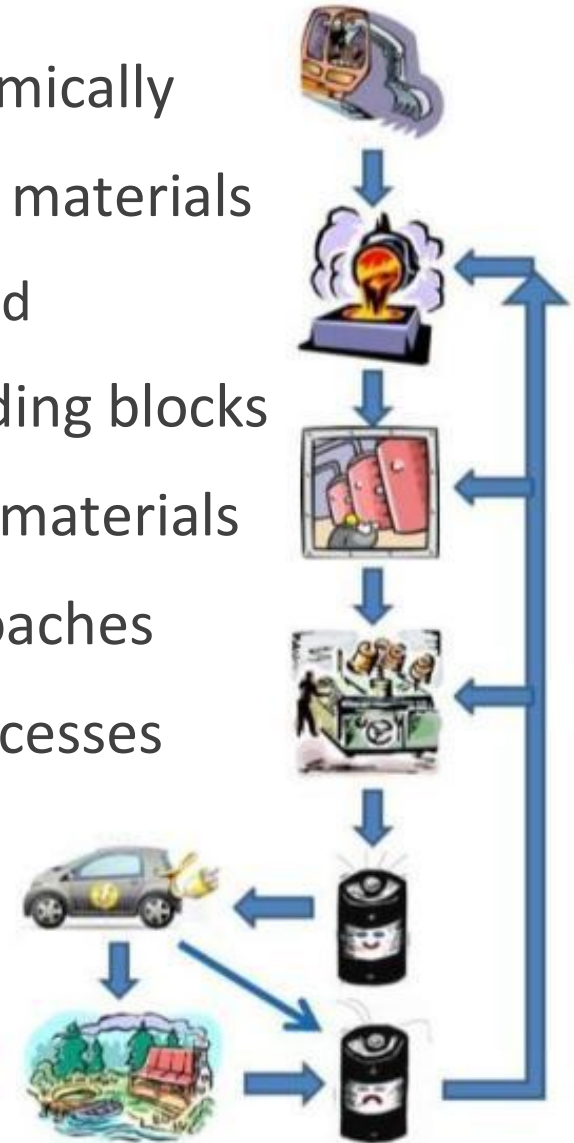 mically
materials
d
ding blocks
materials
oaches
cesses